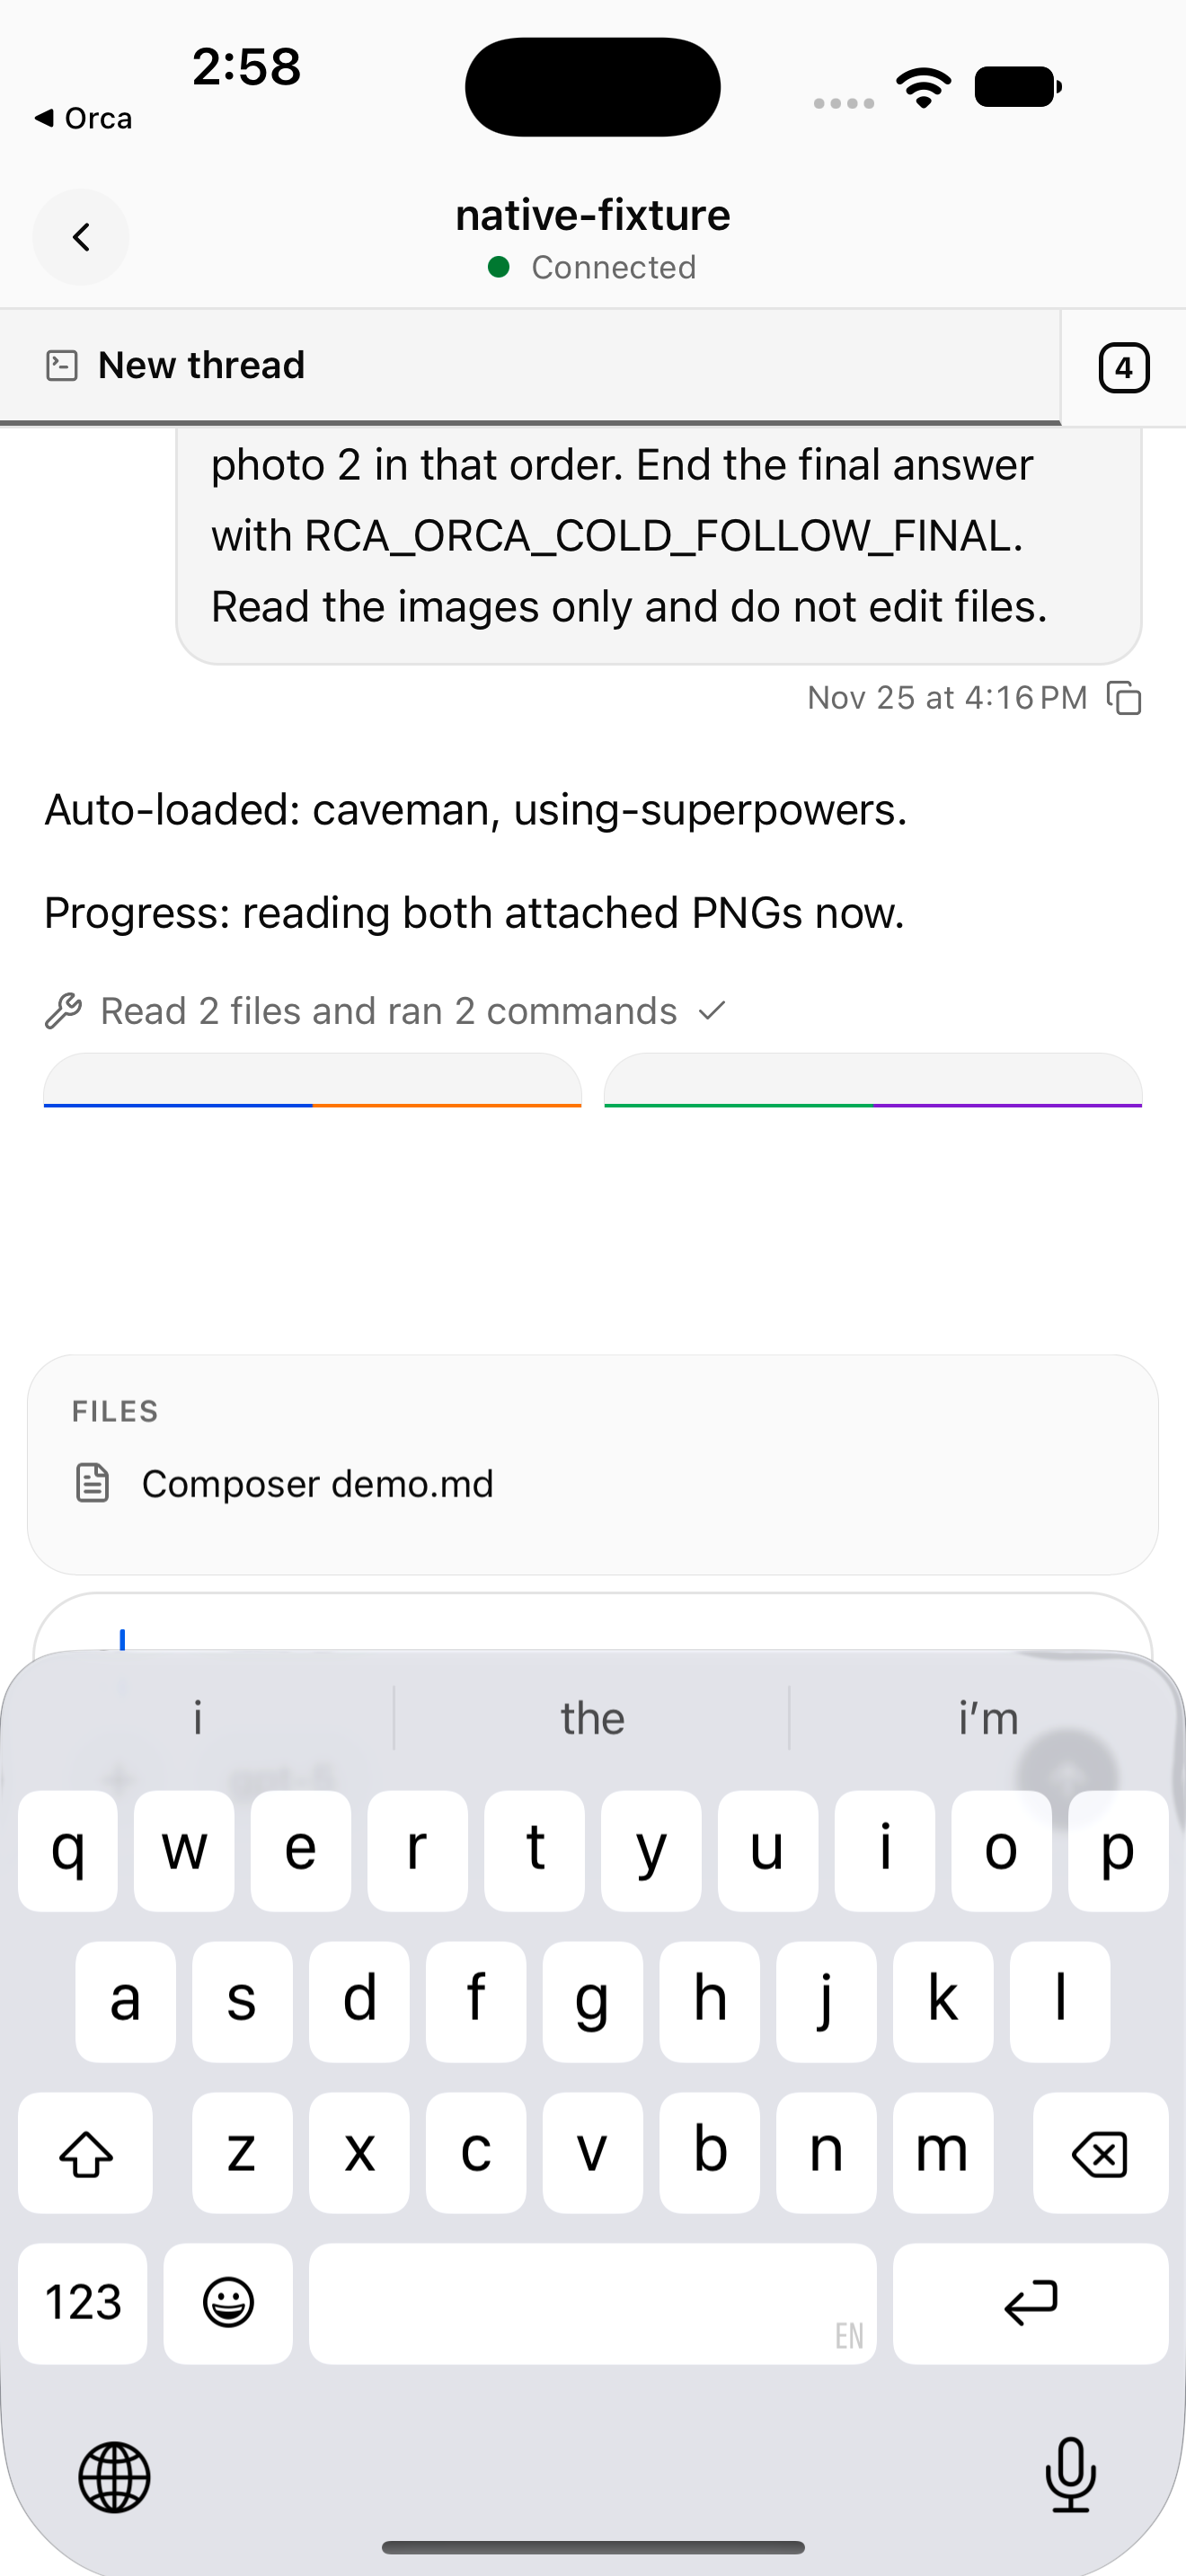 2:58
Orca
native-fixture
Connected
New thread
4
photo 2 in that order. End the final answer
with RCA_ORCA_COLD_FOLLOW_FINAL.
Read the images only and do not edit files.
Nov 25 at 4:16 PM
Auto-loaded: caveman, using-superpowers.
Progress: reading both attached PNGs now.
Read 2 files and ran 2 commands
FILES
Composer demo.md
i the i’m
q w e r t y u i o p
a s d f g h j k l
z x c v b n m
123
EN